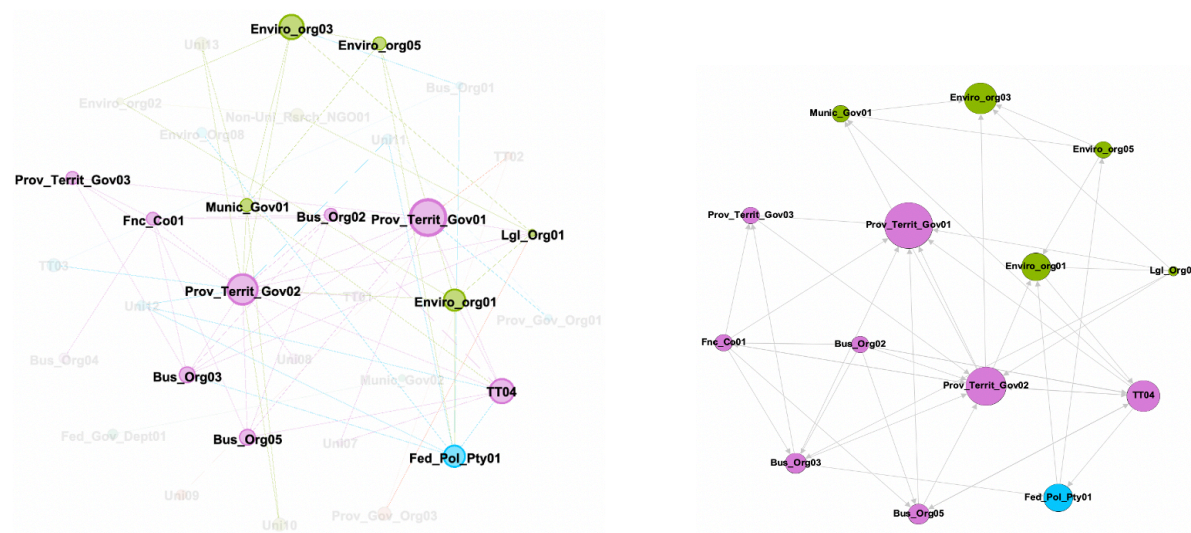 Enviro_org03
Enviro_org05
Uni13
Bus_Org01
Enviro_org02
Non-Uni_Rsrch_NGO01
Enviro_Org08
Uni11
TT02
Prov_Territ_Gov03
Munic_Gov01
Fnc_Co01
Bus_Org02
Prov_Territ_Gov01
Lgl_Org01
TT03
Prov_Territ_Gov02
TT01
Uni12
Enviro_org01
Prov_Gov_Org01
Bus_Org04
Uni08
Bus_Org03
Munic_Gov02
TT04
Fed_Gov_Dept01
Bus_Org05
Uni07
Fed_Pol_Pty01
Uni09
Prov_Gov_Org03
Uni10
Enviro_org03
Munic_Gov01
Enviro_org05
Prov_Territ_Gov03
Prov_Territ_Gov01
Enviro_org01
Lgl_Org0
Fnc_Co01
Bus_Org02
Prov_Territ_Gov02
TT04
Bus_Org03
Fed_Pol_Pty01
Bus_Org05